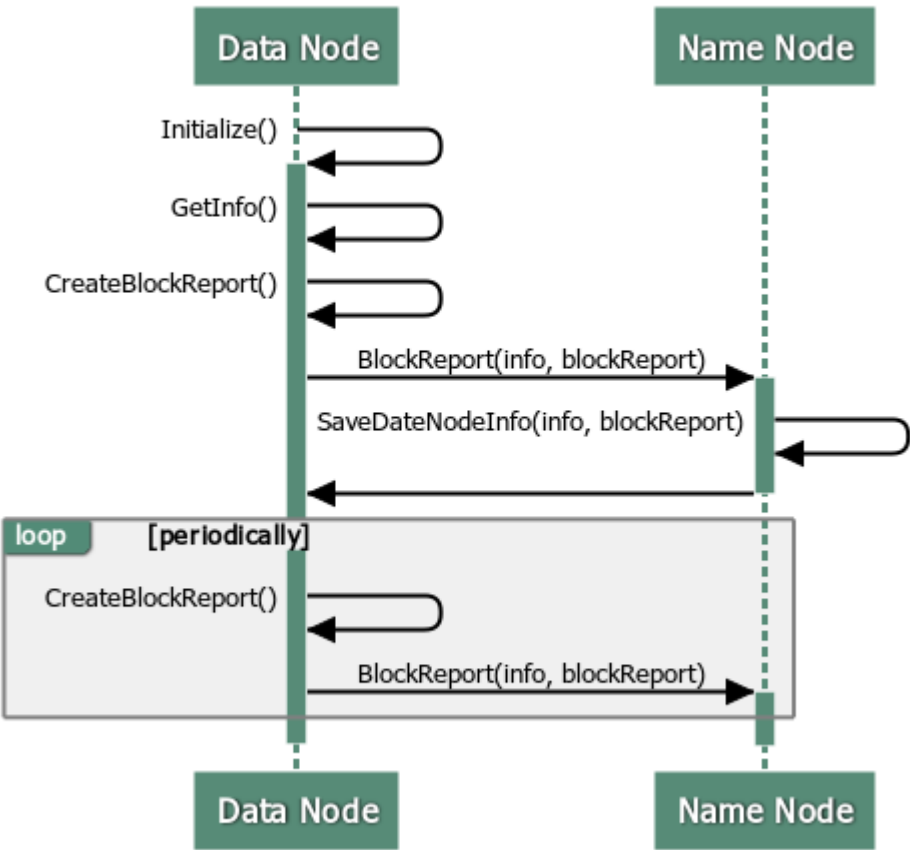 Data Node
Name Node
Initialize()
GetInfo()
CreateBlockReport()
BlockReport(info, blockReport)
SaveDateNodeInfo(info, blockReport)
loop
[periodically]
CreateBlockReport()
BlockReport(info, blockReport)
Data Node
Name Node